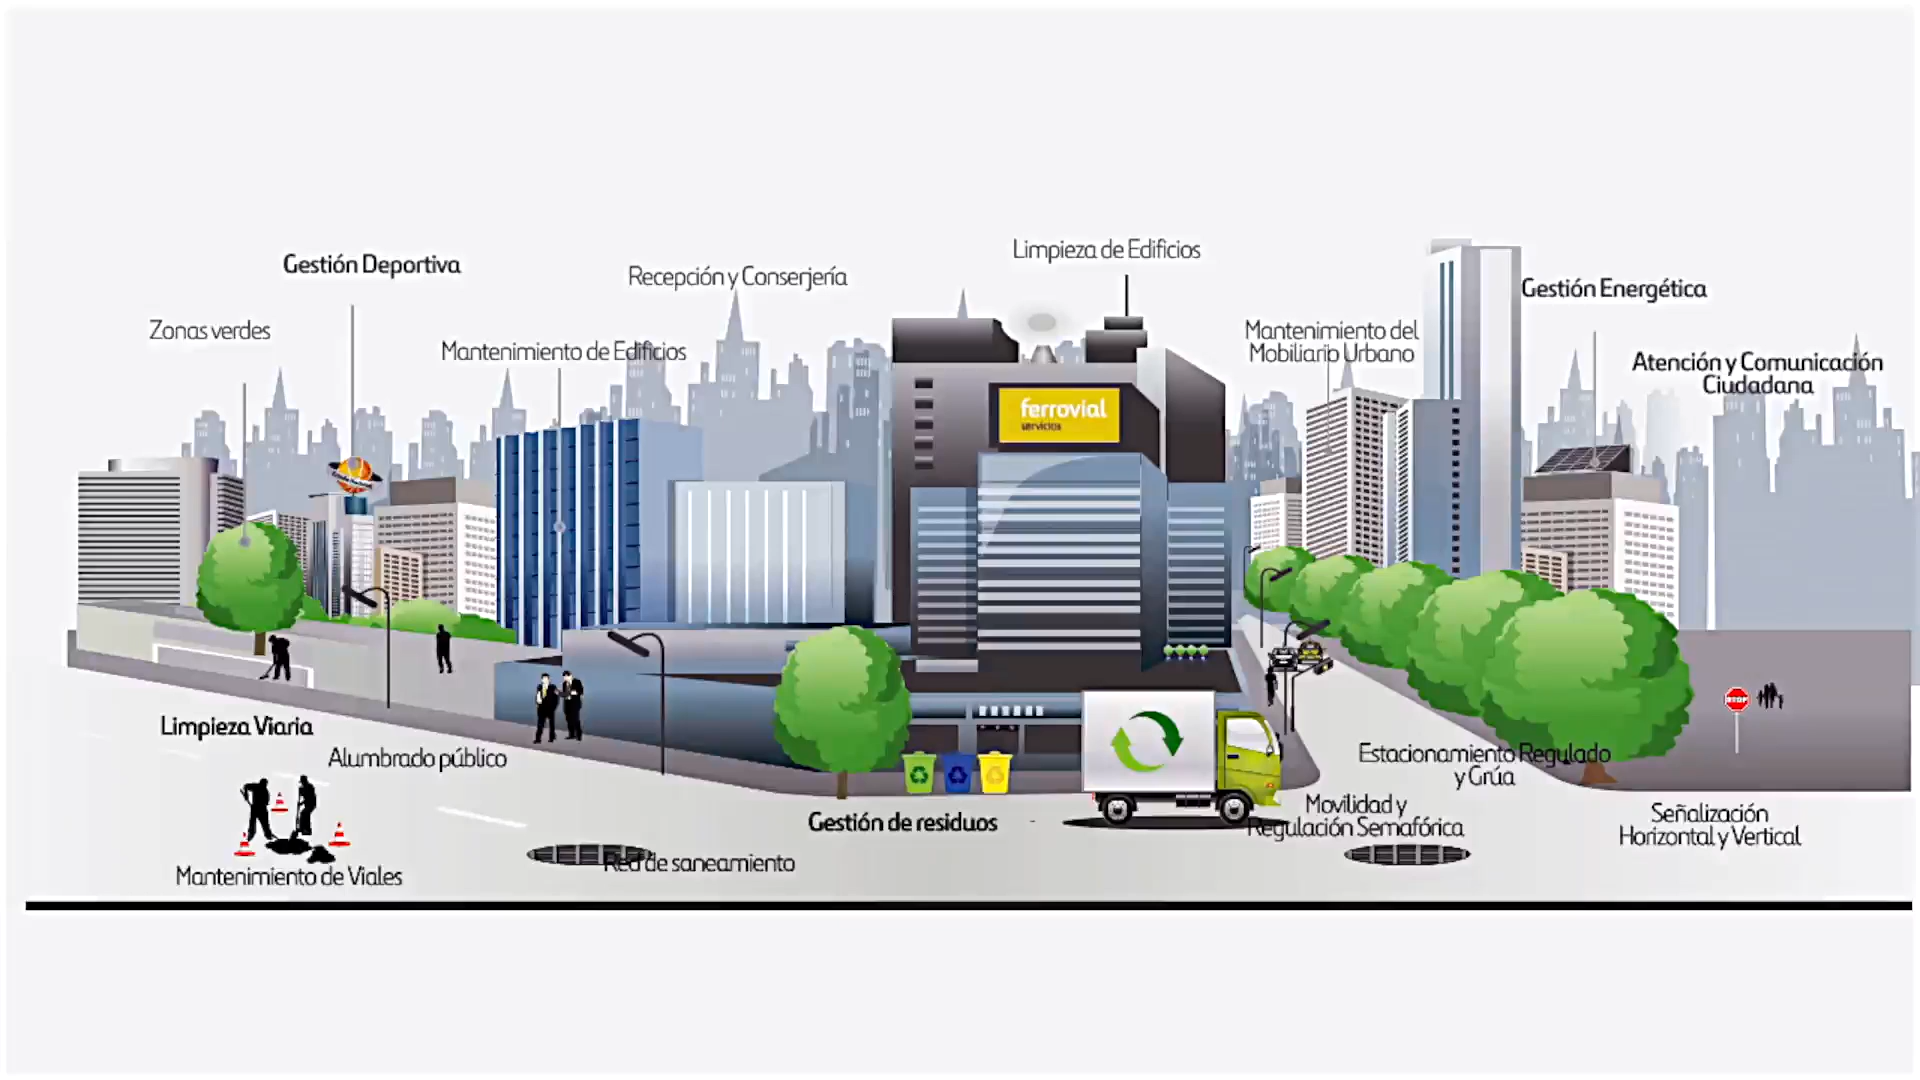 Limpieza de Edificios
Gestión Deportiva
Recepción y Conserjería
Gestión Energética
Zonas verdes
Mantenimiento de Edificios
Mantenimiento del
Mobiliario Urbano
Atención y Comunicación
Ciudadana
ferrovial
servicios
STOP
Limpieza Viaria
Alumbrado público
Estacionamiento Regulado
y Grúa
Gestión de residuos
Movilidad y
Regulación Semafórica
Señalización
Horizontal y Vertical
Red de saneamiento
Mantenimiento de Viales